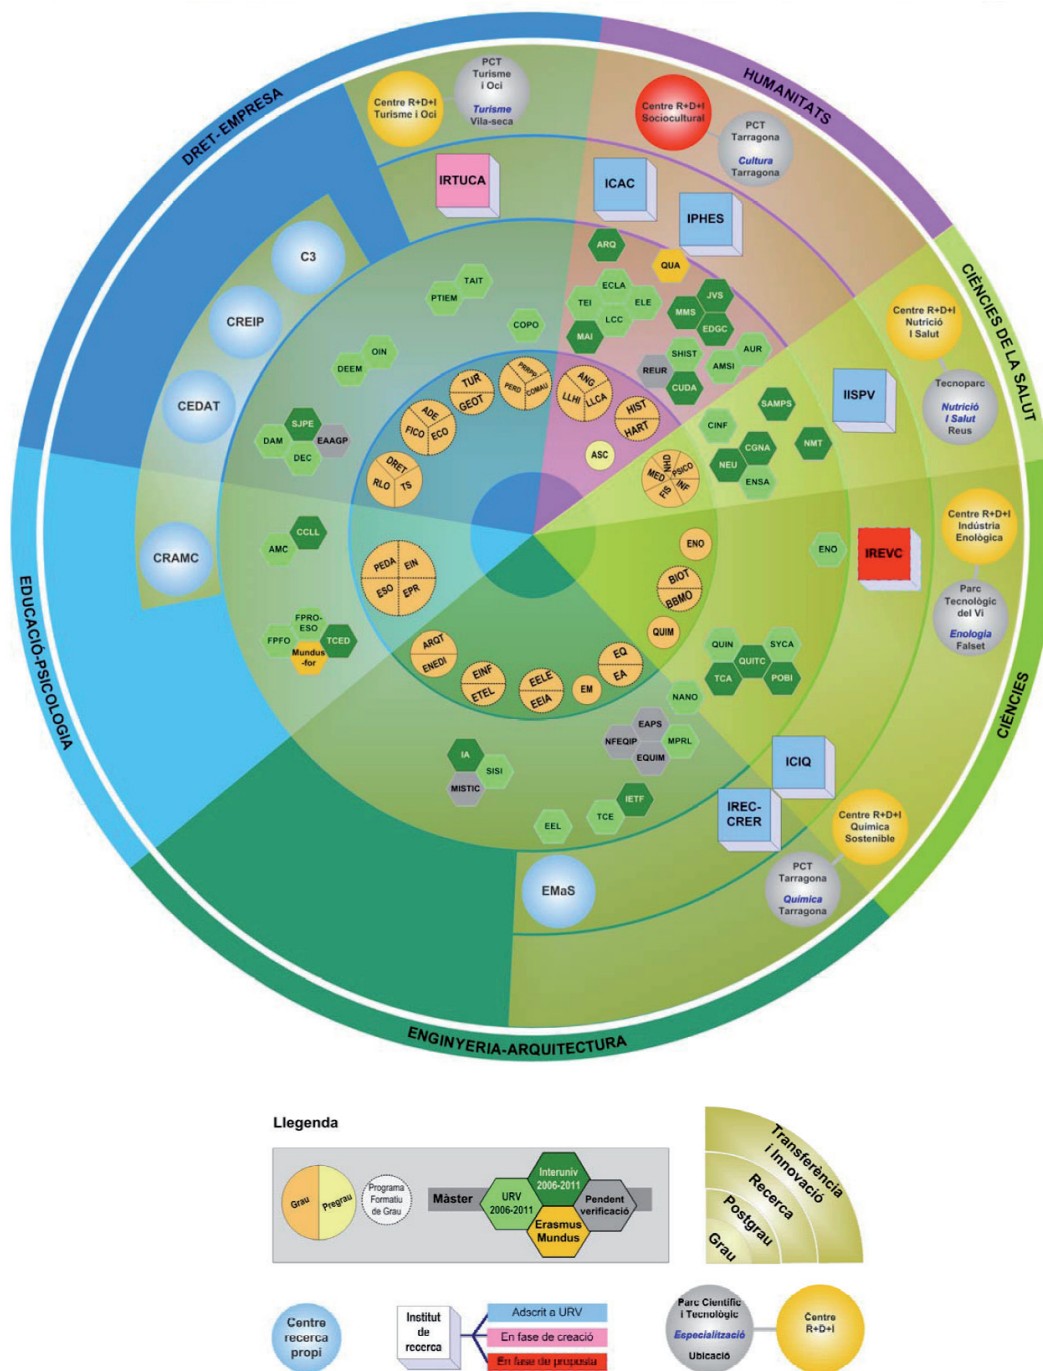 DRET-EMPRESA
HUMANITATS
CIÈNCIES DE LA SALUT
CIÈNCIES
ENGINYERIA-ARQUITECTURA
EDUCACIÓ-PSICOLOGIA
Centre R+D+I
Turisme i Oci
PCT
Turisme
i Oci
Turisme
Vila-seca
Centre R+D+I
Sociocultural
PCT
Tarragona
Cultura
Tarragona
IRTUCA
ICAC
IPHES
C3
CREIP
CEDAT
CRAMC
Centre R+D+I
Nutrició
I Salut
Tecnoparc
Nutrició
I Salut
Reus
IISPV
Centre R+D+I
Indústria
Enològica
Parc
Tecnològic
del Vi
Enologia
Falset
IREVC
ICIQ
IREC-
CRER
Centre R+D+I
Química
Sostenible
PCT
Tarragona
Química
Tarragona
EMaS
TAIT
PTIEM
COPO
OIN
DEEM
SJPE
DAM
EAAGP
DEC
ARQ
QUA
ECLA
TEI
ELE
LCC
MAI
JVS
MMS
EDGC
SHIST
AUR
REUR
AMSI
CUDA
SAMPS
CINF
CGNA
NMT
NEU
ENSA
ENO
QUIN
SYCA
QUITC
TCA
POBI
NANO
EAPS
NFEQIP
MPRL
EQUIM
IA
SISI
MISTIC
IETF
TCE
EEL
CCLL
AMC
FPRO-
ESO
FPFO
TCED
Mundus
-for
TUR
GEOT
PRRPP
PERD
COMAU
ANG
LLHI
LLCA
HIST
HART
ASC
ADE
FICO
ECO
DRET
RLO
TS
MED
NHD
PSICO
FIS
INF
ENO
BIOT
BBMO
QUIM
EQ
EA
EM
EELE
EEIA
EINF
ETEL
ARQT
ENEDI
PEDA
EIN
ESO
EPR
Llegenda
Grau
Pregrau
Programa
Formatiu
de Grau
Màster
Interuniv
2006-2011
URV
2006-2011
Pendent
verificació
Erasmus
Mundus
Transferència
i Innovació
Recerca
Postgrau
Grau
Centre
recerca
propi
Institut
de
recerca
Adscrit a URV
En fase de creació
En fase de proposta
Parc Científic
i Tecnològic
Especialització
Ubicació
Centre
R+D+I